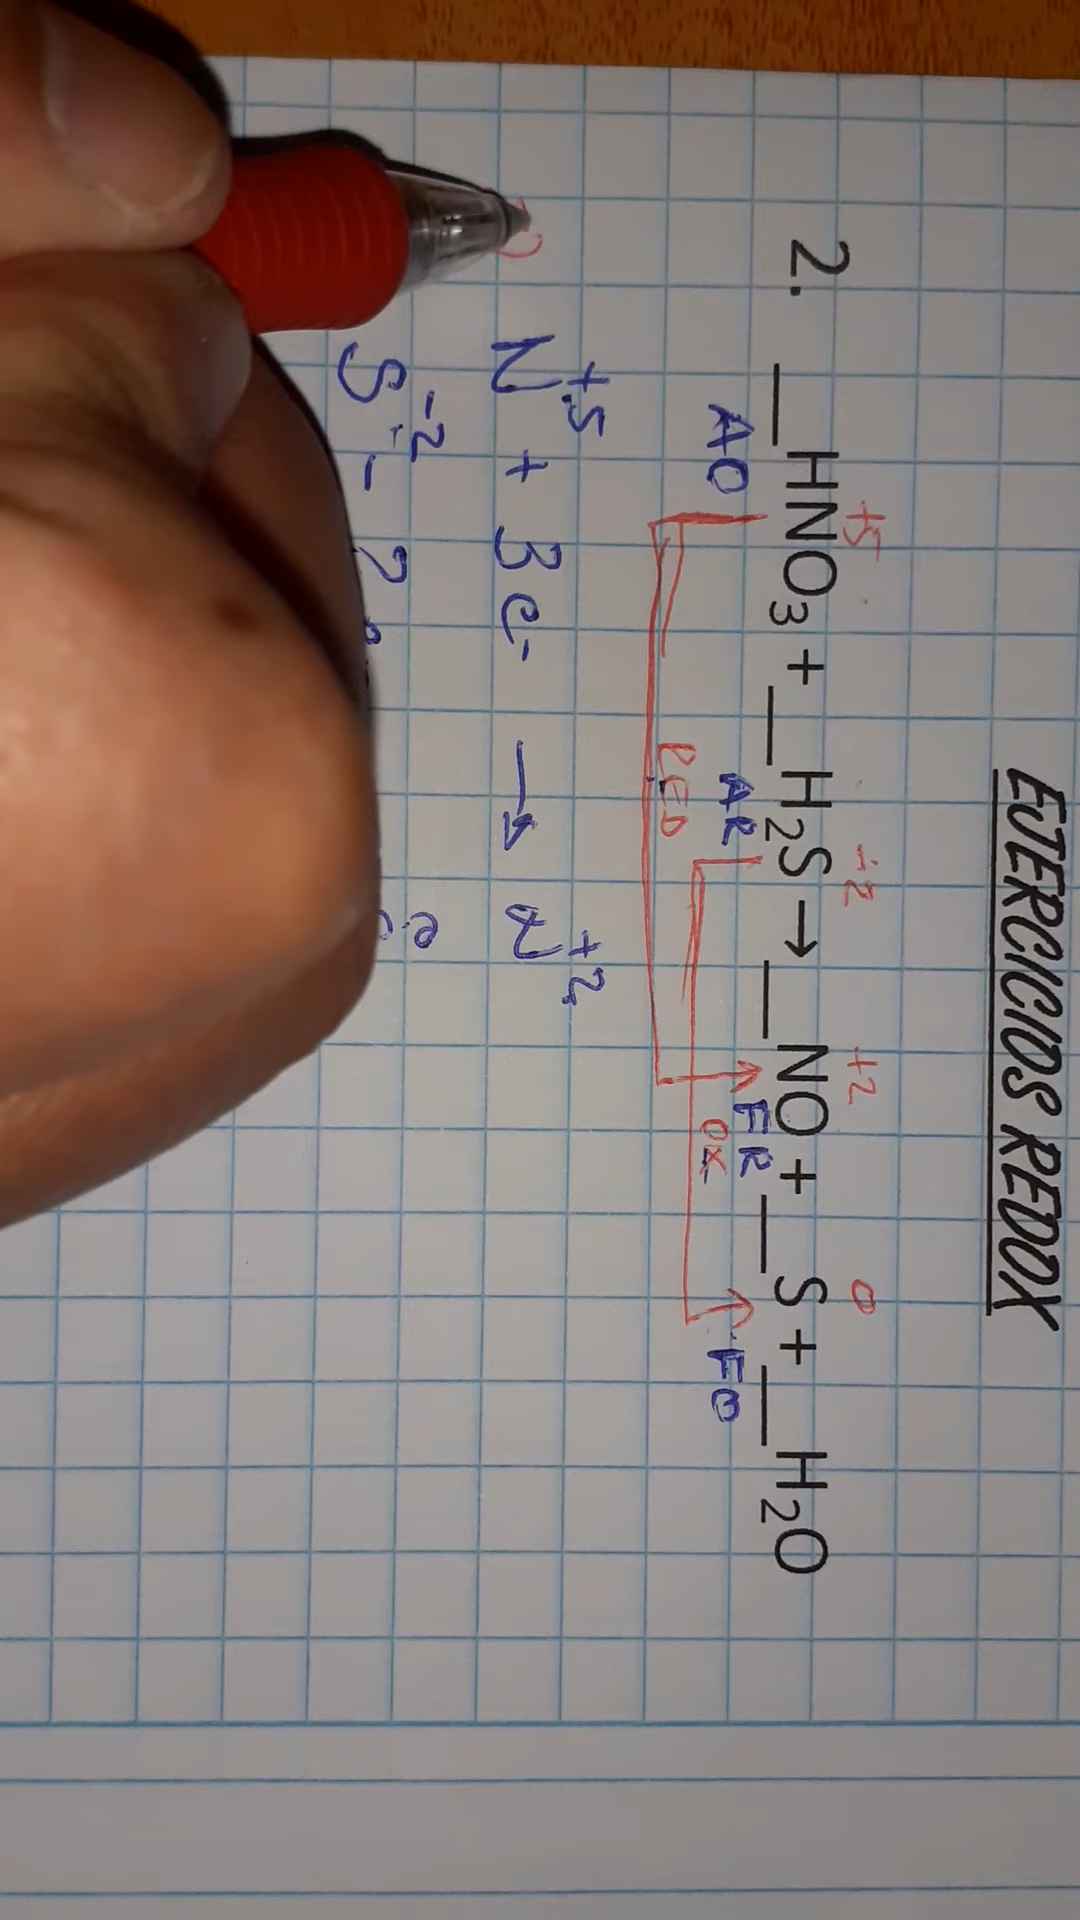 EJERCICIOS REDOX
+5 -2 +2 0
2. __HNO₃ + __H₂S → __NO + __S + __H₂O
AO AR FR FO
RED OX
N⁺⁵ + 3e⁻ → N⁺²
S⁻² - 2